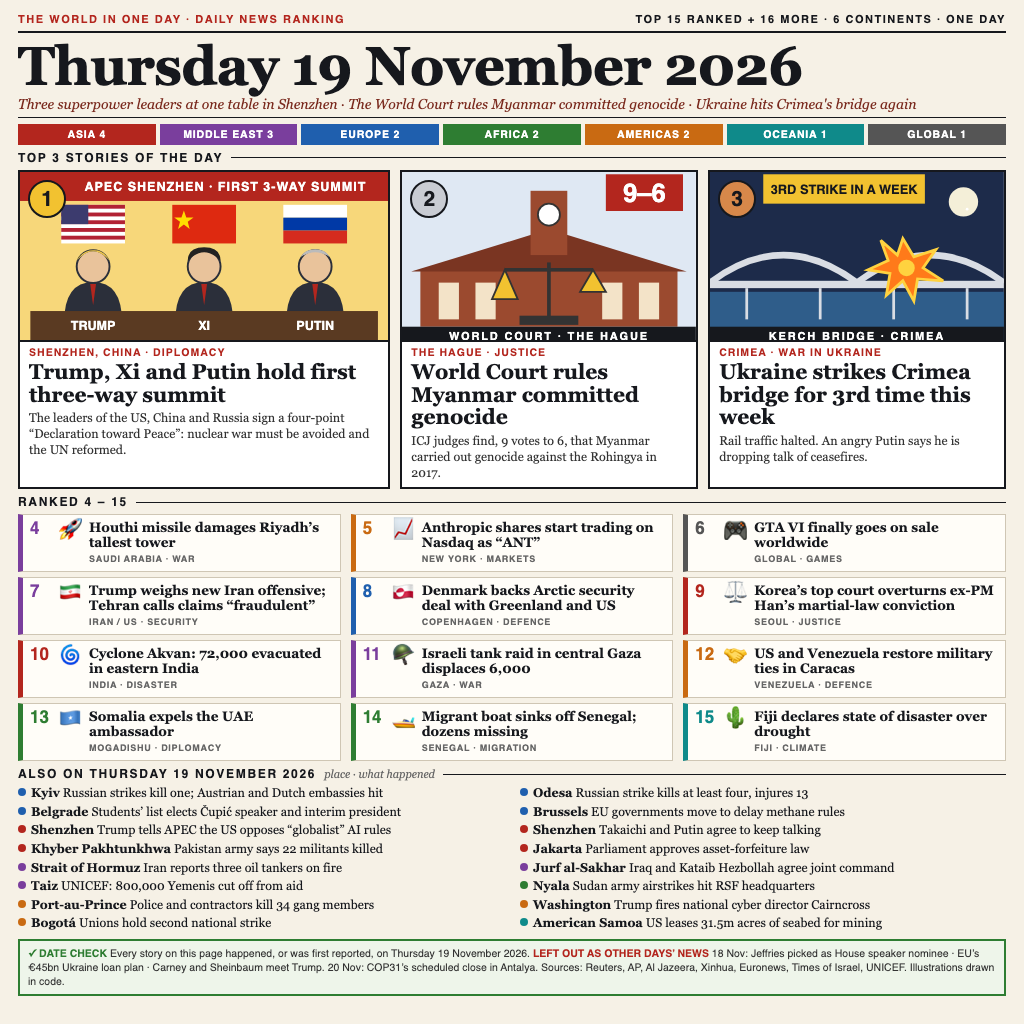 THE WORLD IN ONE DAY · DAILY NEWS RANKING
TOP 15 RANKED + 16 MORE · 6 CONTINENTS · ONE DAY
Thursday 19 November 2026
Three superpower leaders at one table in Shenzhen · The World Court rules Myanmar committed genocide · Ukraine hits Crimea's bridge again
ASIA 4
MIDDLE EAST 3
EUROPE 2
AFRICA 2
AMERICAS 2
OCEANIA 1
GLOBAL 1
TOP 3 STORIES OF THE DAY
1
APEC SHENZHEN · FIRST 3-WAY SUMMIT
TRUMP
XI
PUTIN
SHENZHEN, CHINA · DIPLOMACY
Trump, Xi and Putin hold first
three-way summit
The leaders of the US, China and Russia sign a four-point
“Declaration toward Peace”: nuclear war must be avoided and
the UN reformed.
2
9–6
WORLD COURT · THE HAGUE
THE HAGUE · JUSTICE
World Court rules
Myanmar committed
genocide
ICJ judges find, 9 votes to 6, that Myanmar
carried out genocide against the Rohingya in
2017.
3
3RD STRIKE IN A WEEK
KERCH BRIDGE · CRIMEA
CRIMEA · WAR IN UKRAINE
Ukraine strikes Crimea
bridge for 3rd time this
week
Rail traffic halted. An angry Putin says he is
dropping talk of ceasefires.
RANKED 4 – 15
4
Houthi missile damages Riyadh’s
tallest tower
SAUDI ARABIA · WAR
5
Anthropic shares start trading on
Nasdaq as “ANT”
NEW YORK · MARKETS
6
GTA VI finally goes on sale
worldwide
GLOBAL · GAMES
7
Trump weighs new Iran offensive;
Tehran calls claims “fraudulent”
IRAN / US · SECURITY
8
Denmark backs Arctic security
deal with Greenland and US
COPENHAGEN · DEFENCE
9
Korea’s top court overturns ex-PM
Han’s martial-law conviction
SEOUL · JUSTICE
10
Cyclone Akvan: 72,000 evacuated
in eastern India
INDIA · DISASTER
11
Israeli tank raid in central Gaza
displaces 6,000
GAZA · WAR
12
US and Venezuela restore military
ties in Caracas
VENEZUELA · DEFENCE
13
Somalia expels the UAE
ambassador
MOGADISHU · DIPLOMACY
14
Migrant boat sinks off Senegal;
dozens missing
SENEGAL · MIGRATION
15
Fiji declares state of disaster over
drought
FIJI · CLIMATE
ALSO ON THURSDAY 19 NOVEMBER 2026 place · what happened
Kyiv Russian strikes kill one; Austrian and Dutch embassies hit
Belgrade Students’ list elects Čupić speaker and interim president
Shenzhen Trump tells APEC the US opposes “globalist” AI rules
Khyber Pakhtunkhwa Pakistan army says 22 militants killed
Strait of Hormuz Iran reports three oil tankers on fire
Taiz UNICEF: 800,000 Yemenis cut off from aid
Port-au-Prince Police and contractors kill 34 gang members
Bogotá Unions hold second national strike
Odesa Russian strike kills at least four, injures 13
Brussels EU governments move to delay methane rules
Shenzhen Takaichi and Putin agree to keep talking
Jakarta Parliament approves asset-forfeiture law
Jurf al-Sakhar Iraq and Kataib Hezbollah agree joint command
Nyala Sudan army airstrikes hit RSF headquarters
Washington Trump fires national cyber director Cairncross
American Samoa US leases 31.5m acres of seabed for mining
✓ DATE CHECK Every story on this page happened, or was first reported, on Thursday 19 November 2026. LEFT OUT AS OTHER DAYS’ NEWS 18 Nov: Jeffries picked as House speaker nominee · EU’s
€45bn Ukraine loan plan · Carney and Sheinbaum meet Trump. 20 Nov: COP31’s scheduled close in Antalya. Sources: Reuters, AP, Al Jazeera, Xinhua, Euronews, Times of Israel, UNICEF. Illustrations drawn
in code.